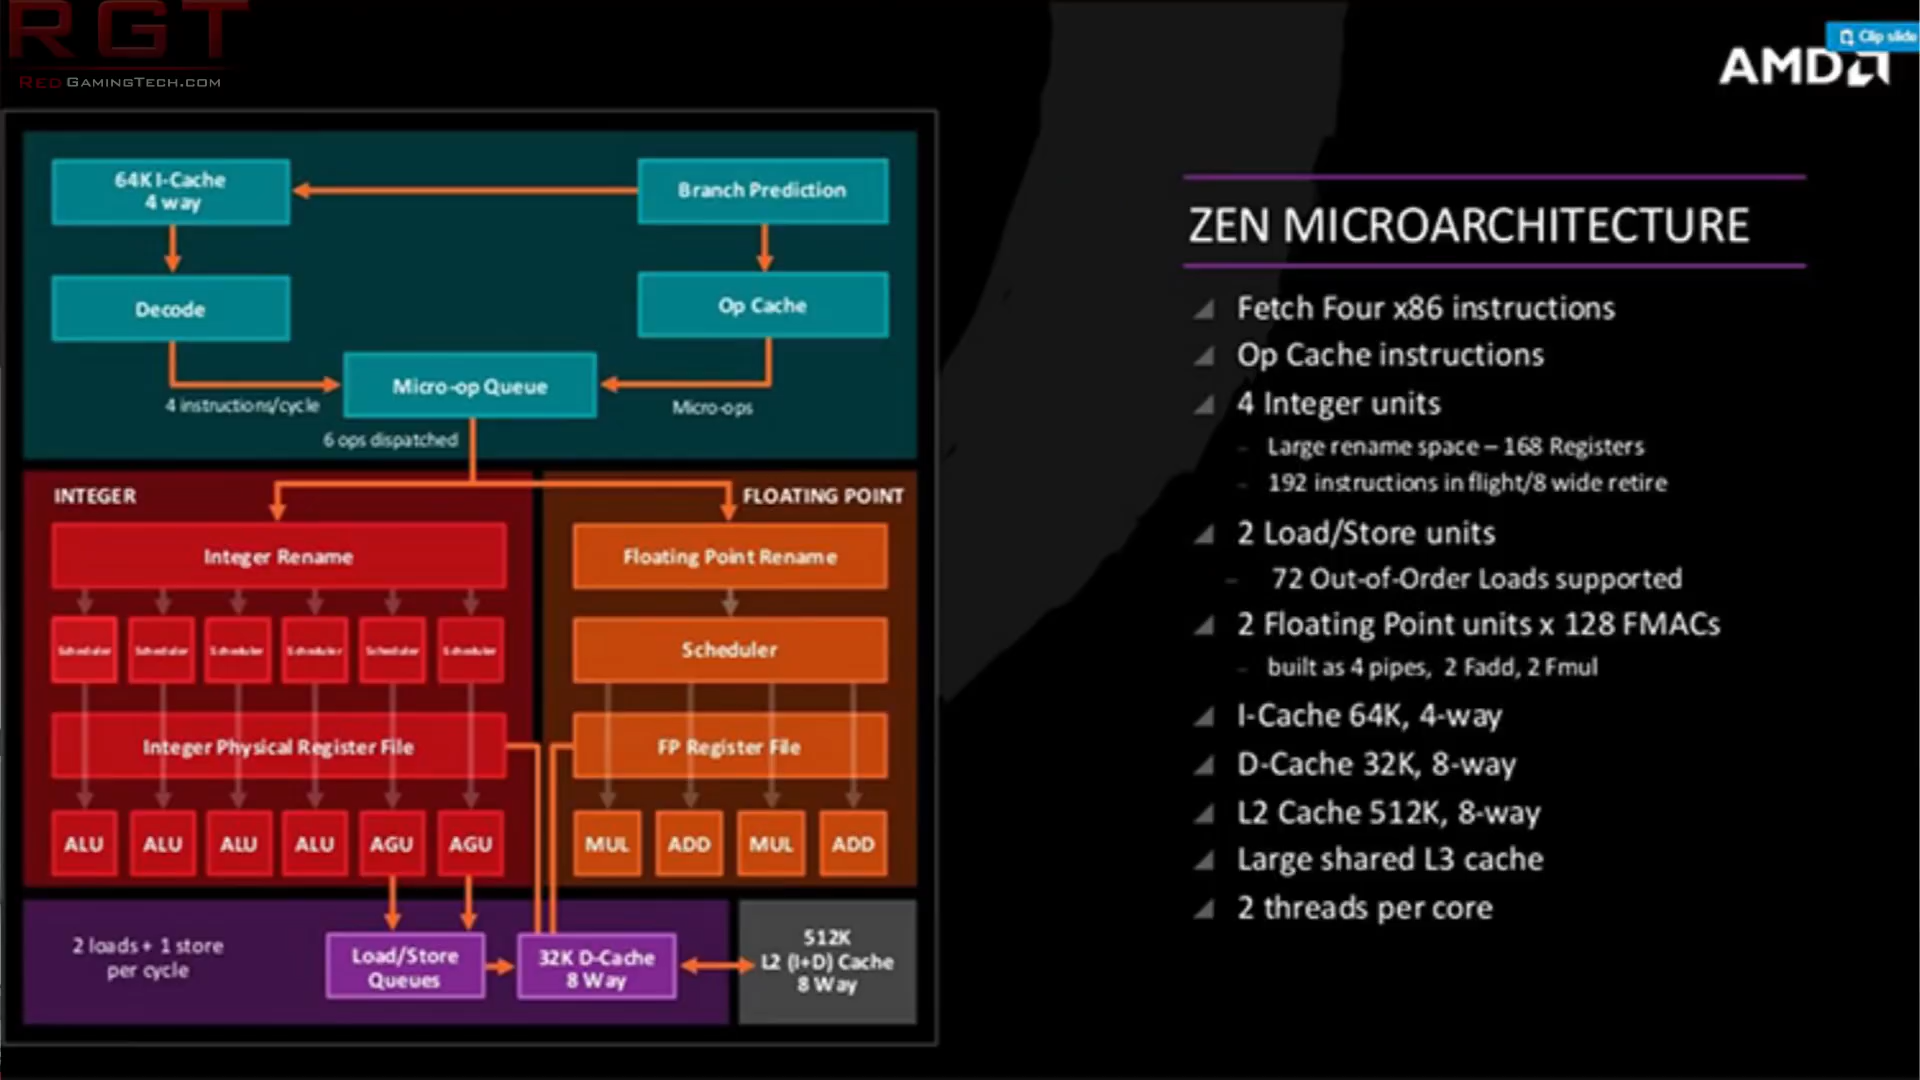 RGT
REDGAMINGTECH.COM
Clip slide
AMD
64K I-Cache
4 way
Branch Prediction
Decode
Op Cache
Micro-op Queue
4 instructions/cycle
Micro-ops
6 ops dispatched
INTEGER
FLOATING POINT
Integer Rename
Floating Point Rename
Scheduler
Scheduler
Scheduler
Scheduler
Scheduler
Scheduler
Scheduler
Integer Physical Register File
FP Register File
ALU
ALU
ALU
ALU
AGU
AGU
MUL
ADD
MUL
ADD
2 loads + 1 store
per cycle
Load/Store
Queues
32K D-Cache
8 Way
512K
L2 (I+D) Cache
8 Way
ZEN MICROARCHITECTURE
Fetch Four x86 instructions
Op Cache instructions
4 Integer units
- Large rename space – 168 Registers
- 192 instructions in flight/8 wide retire
2 Load/Store units
- 72 Out-of-Order Loads supported
2 Floating Point units x 128 FMACs
- built as 4 pipes, 2 Fadd, 2 Fmul
I-Cache 64K, 4-way
D-Cache 32K, 8-way
L2 Cache 512K, 8-way
Large shared L3 cache
2 threads per core